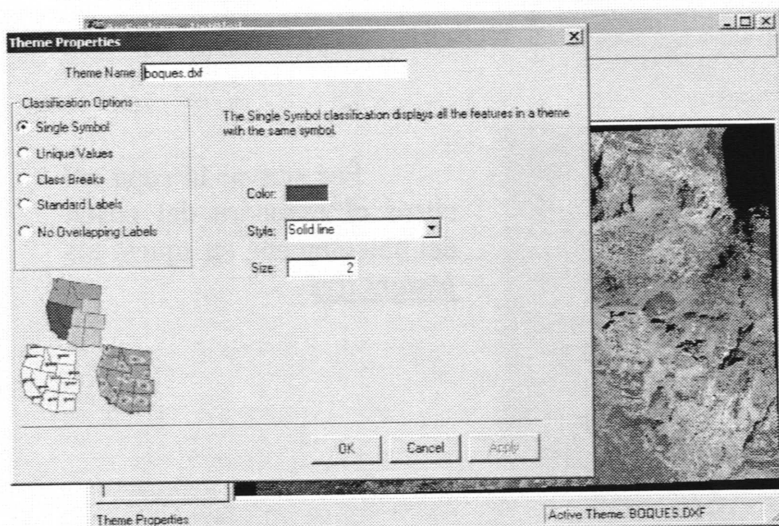 Theme Properties
Theme Name boques.dxf
Classification Options
Single Symbol
Unique Values
Class Breaks
Standard Labels
No Overlapping Labels
The Single Symbol classification displays all the features in a theme
with the same symbol.
Color:
Style: Solid line
Size: 2
OK Cancel Apply
Theme Properties
Active Theme: BOQUES.DXF